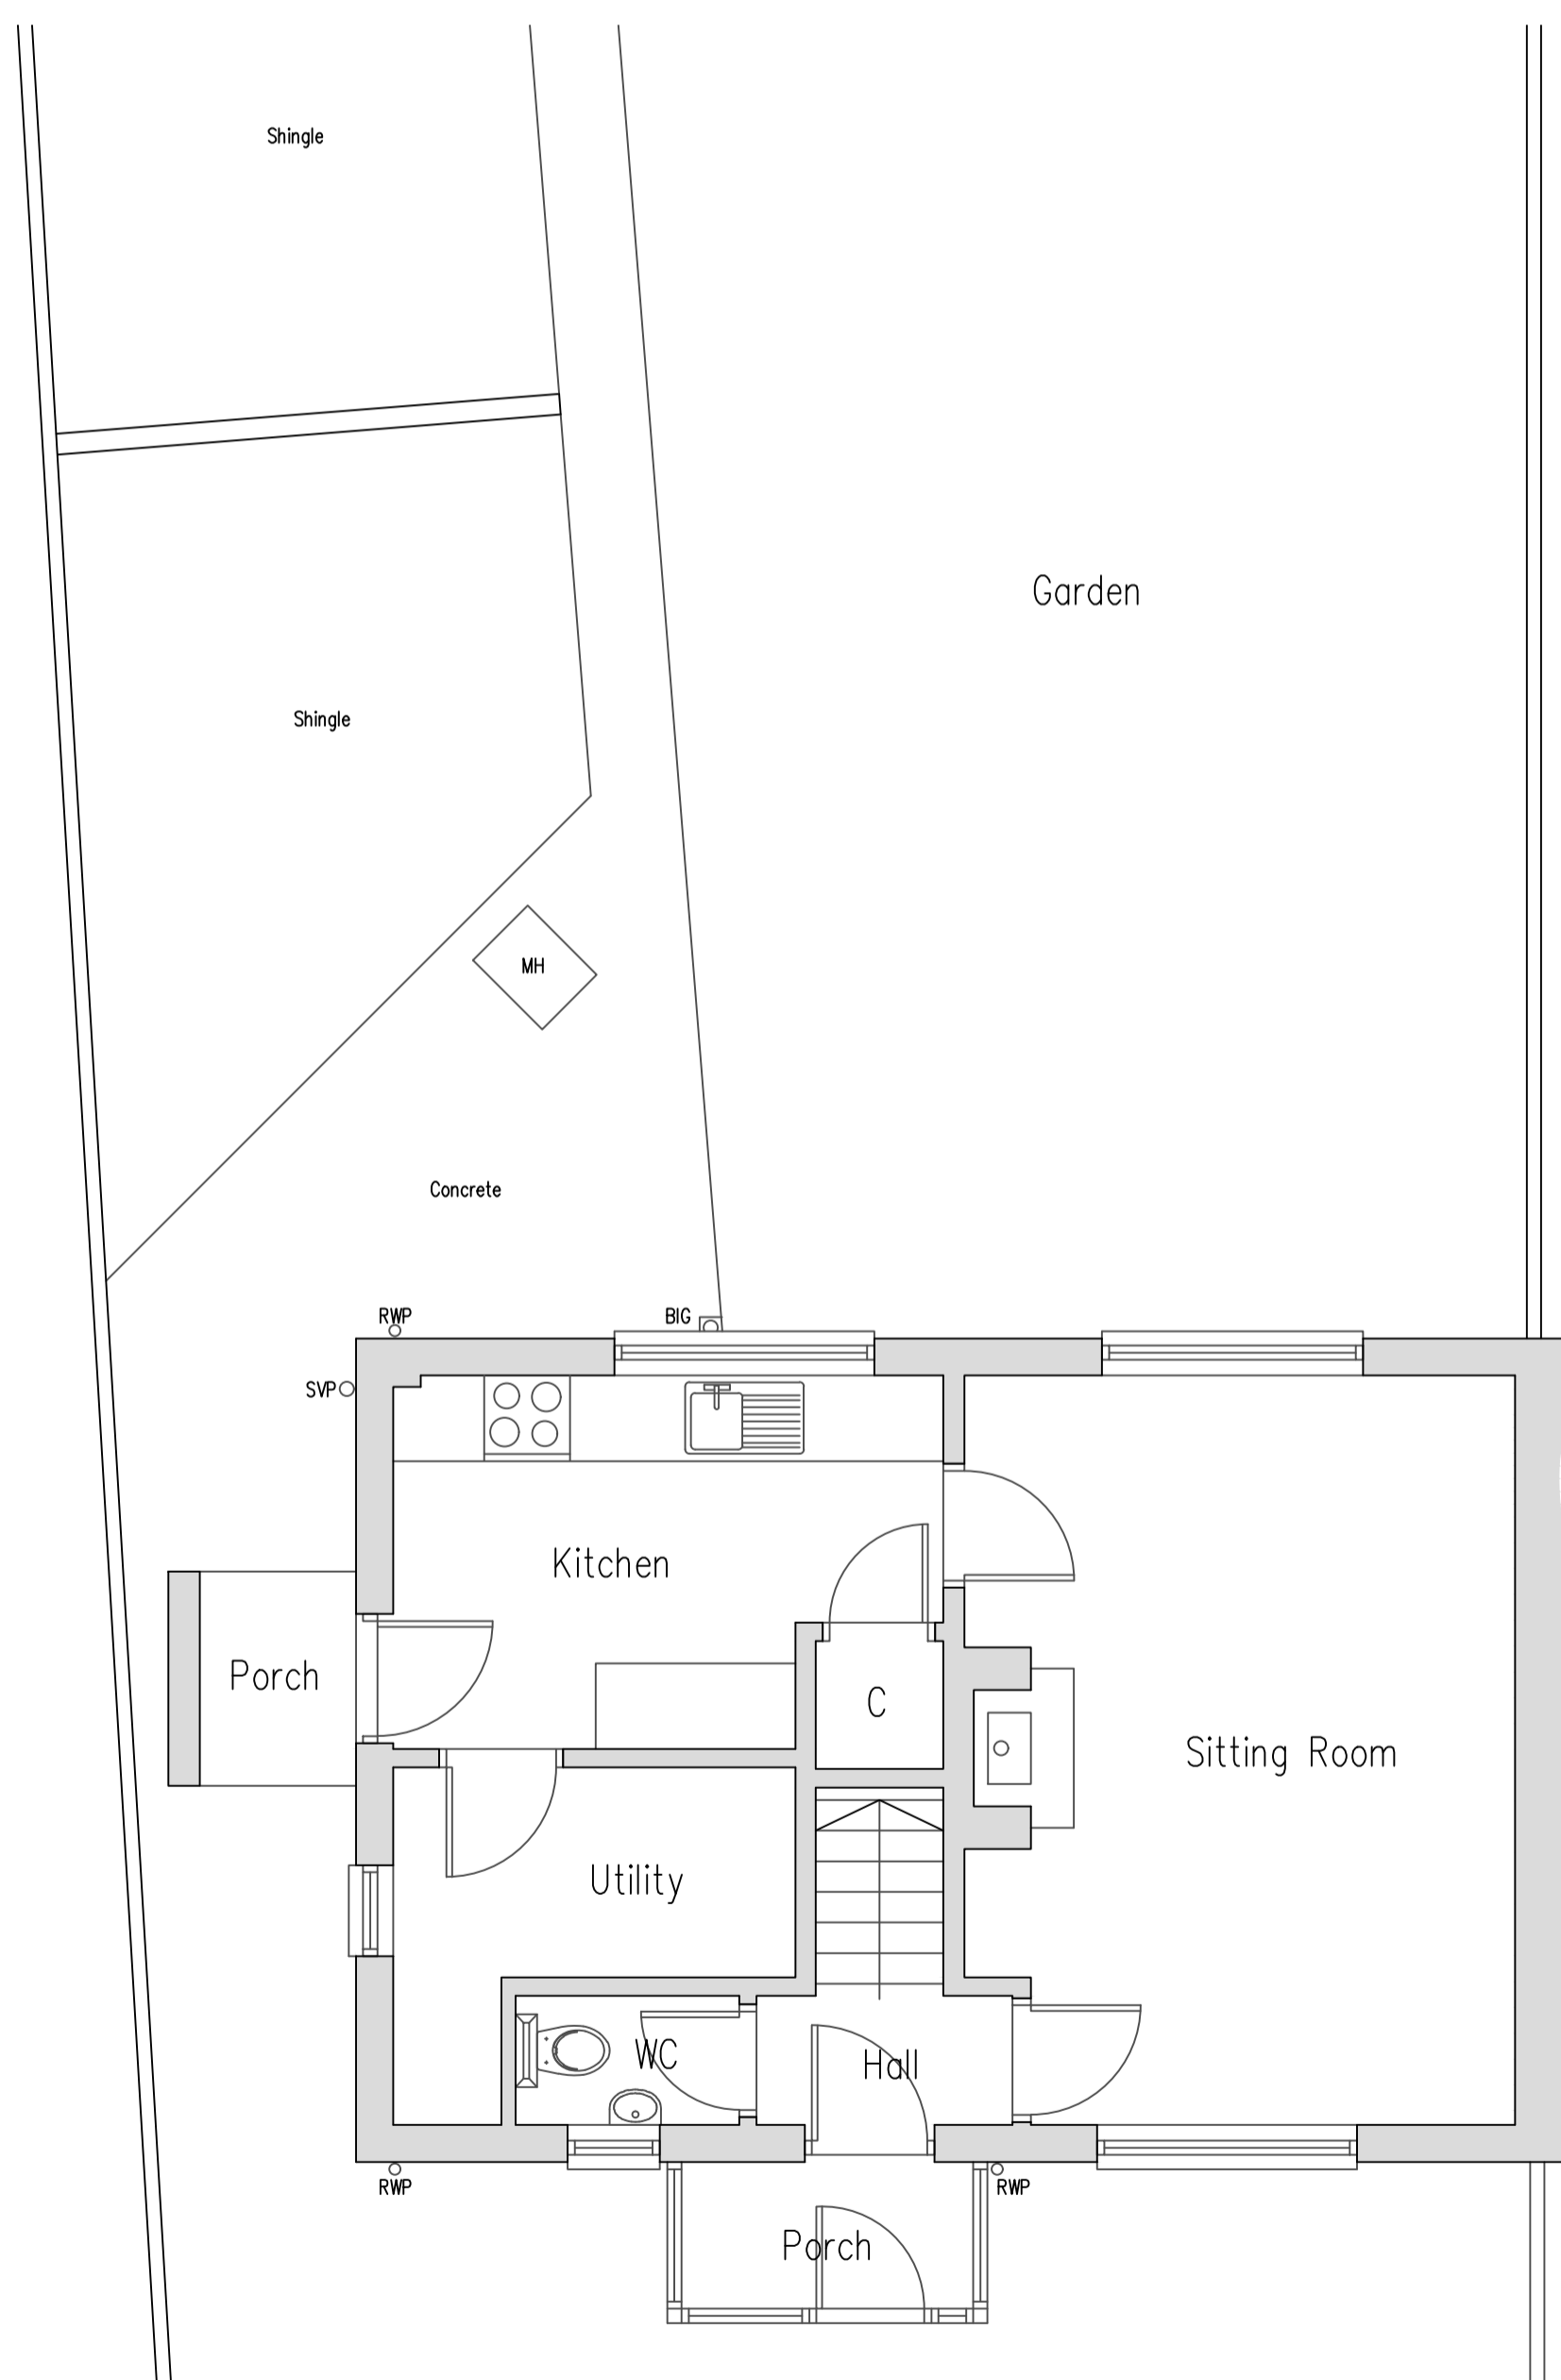 Shingle
Garden
Shingle
MH
Concrete
RWP
BIG
SVP
Kitchen
Porch
C
Sitting Room
Utility
WC
Hall
RWP
RWP
Porch